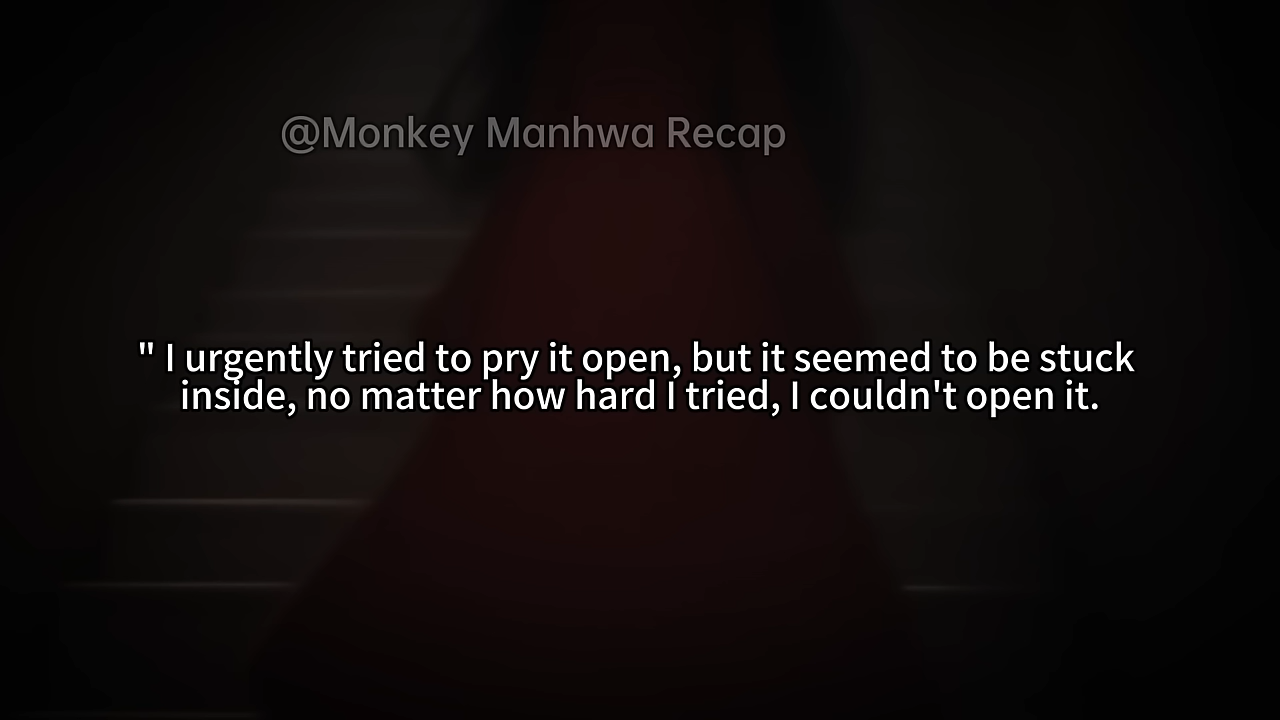 @Monkey Manhwa Recap
" I urgently tried to pry it open, but it seemed to be stuck
inside, no matter how hard I tried, I couldn't open it.